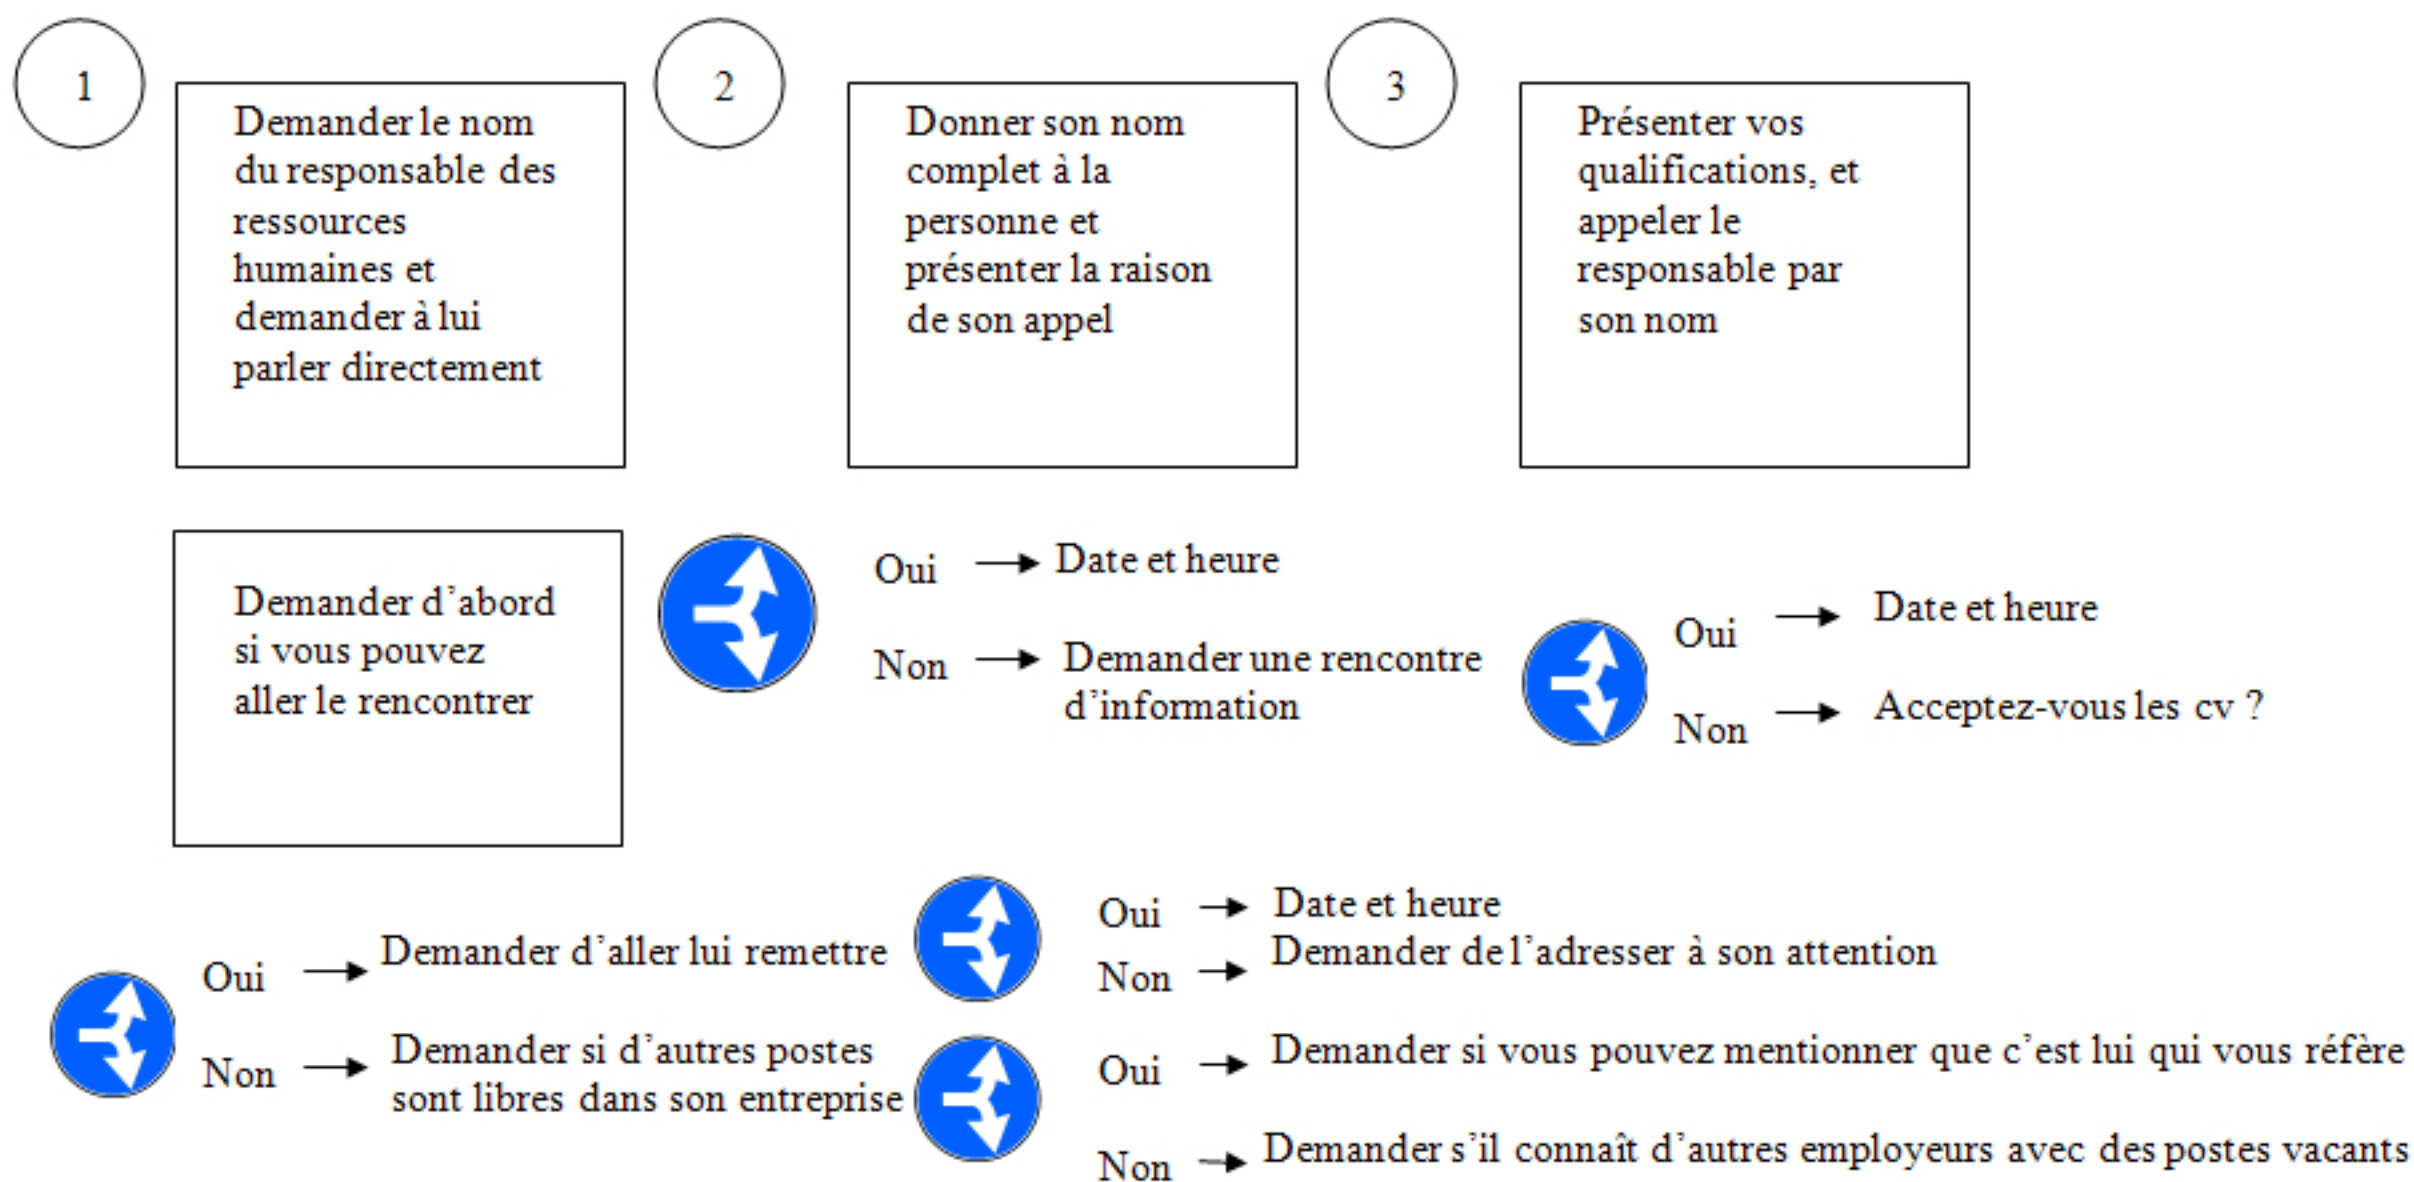 1
Demander le nom
du responsable des
ressources
humaines et
demander à lui
parler directement
2
Donner son nom
complet à la
personne et
présenter la raison
de son appel
3
Présenter vos
qualifications, et
appeler le
responsable par
son nom
Demander d'abord
si vous pouvez
aller le rencontrer
Oui
Date et heure
Non
Demander une rencontre
d'information
Oui
Date et heure
Non
Acceptez-vous les cv ?
Oui
Demander d'aller lui remettre
Non
Demander si d'autres postes
sont libres dans son entreprise
Oui
Date et heure
Non
Demander de l'adresser à son attention
Oui
Demander si vous pouvez mentionner que c'est lui qui vous réfère
Non
Demander s'il connaît d'autres employeurs avec des postes vacants